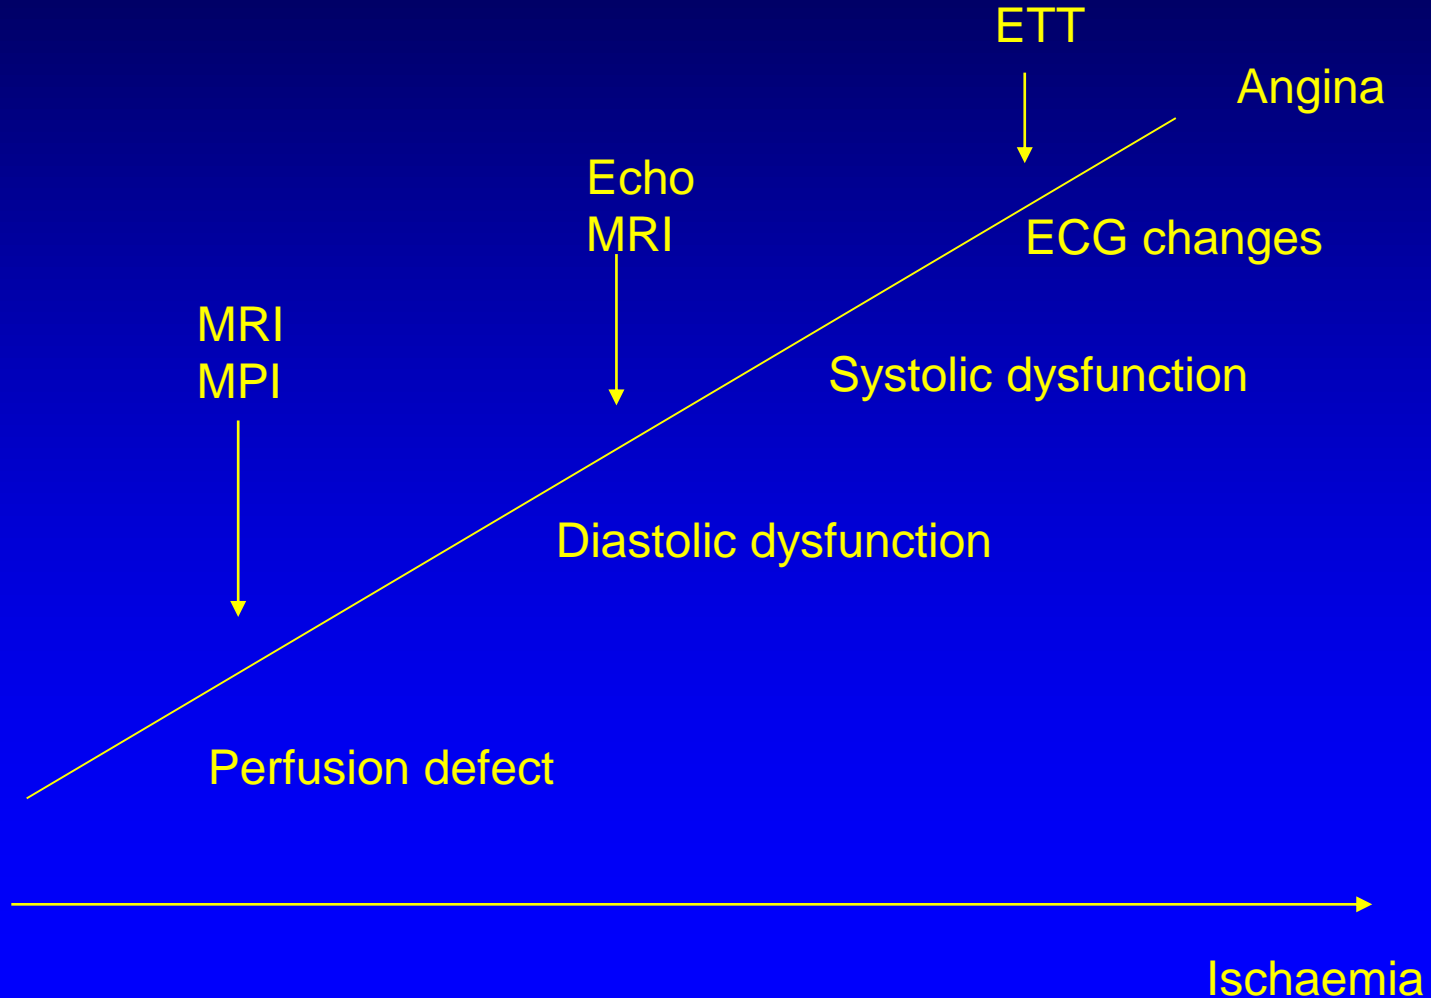 ETT
Angina
Echo
MRI
ECG changes
MRI
MPI
Systolic dysfunction
Diastolic dysfunction
Perfusion defect
Ischaemia